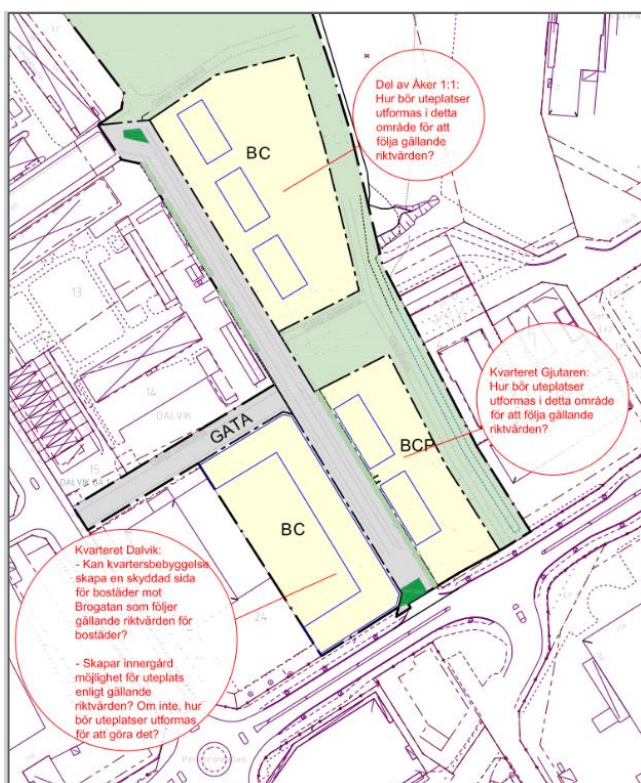 Del av Åker 1:1:
Hur bör uteplatser
utformas i detta
område för att
följa gällande
riktvärden?
BC
13
14
DALVIK
GATA
15
DALVIK GA:1
Kvarteret Gjutaren:
Hur bör uteplatser
utformas i detta område
för att följa gällande
riktvärden?
BCP
BC
Kvarteret Dalvik:
- Kan kvartersbebyggelse
skapa en skyddad sida
för bostäder mot
Brogatan som följer
gällande riktvärden för
bostäder?
- Skapar innergård
möjlighet för uteplats
enligt gällande
riktvärden? Om inte, hur
bör uteplatser utformas
för att göra det?
24